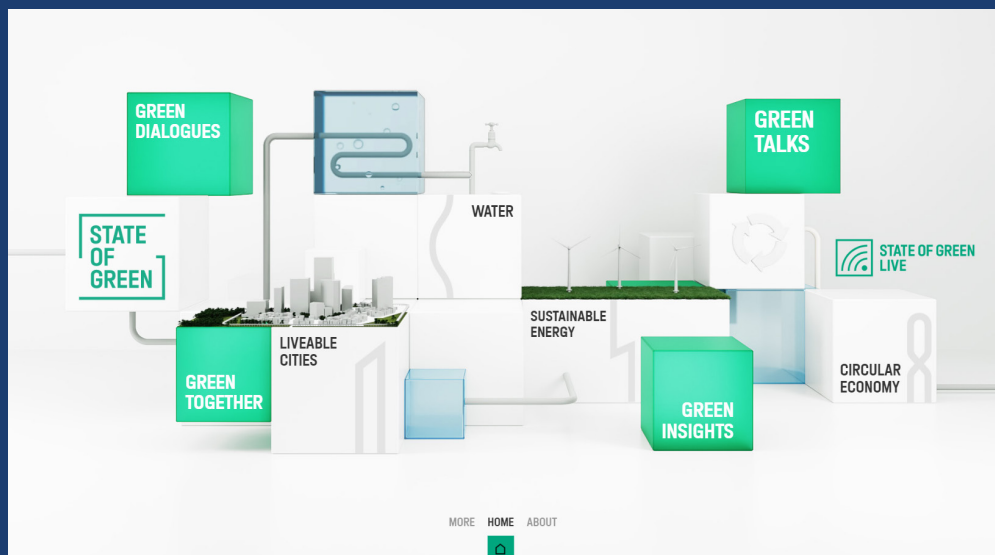 GREEN
DIALOGUES
GREEN
TALKS
WATER
STATE
OF
GREEN
STATE OF GREEN
LIVE
SUSTAINABLE
ENERGY
LIVEABLE
CITIES
CIRCULAR
ECONOMY
GREEN
TOGETHER
GREEN
INSIGHTS
MORE HOME ABOUT